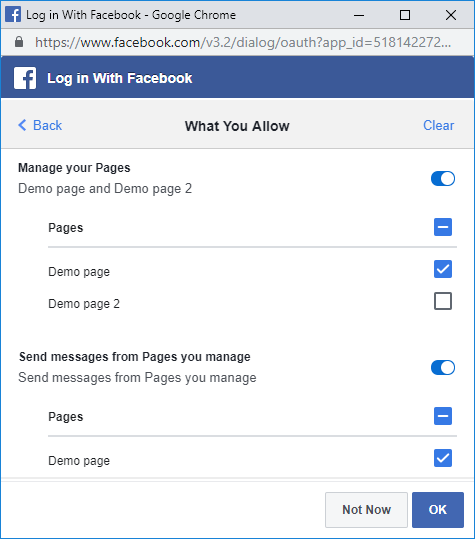 Log in With Facebook - Google Chrome
https://www.facebook.com/v3.2/dialog/oauth?app_id=518142272...
Log in With Facebook
Back
What You Allow
Clear
Manage your Pages
Demo page and Demo page 2
Pages
Demo page
Demo page 2
Send messages from Pages you manage
Send messages from Pages you manage
Pages
Demo page
Not Now
OK